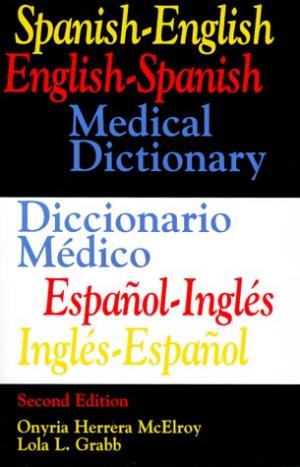 Spanish-English
English-Spanish
Medical
Dictionary
Diccionario
Médico
Español-Inglés
Inglés-Español
Second Edition
Onyria Herrera McElroy
Lola L. Grabb